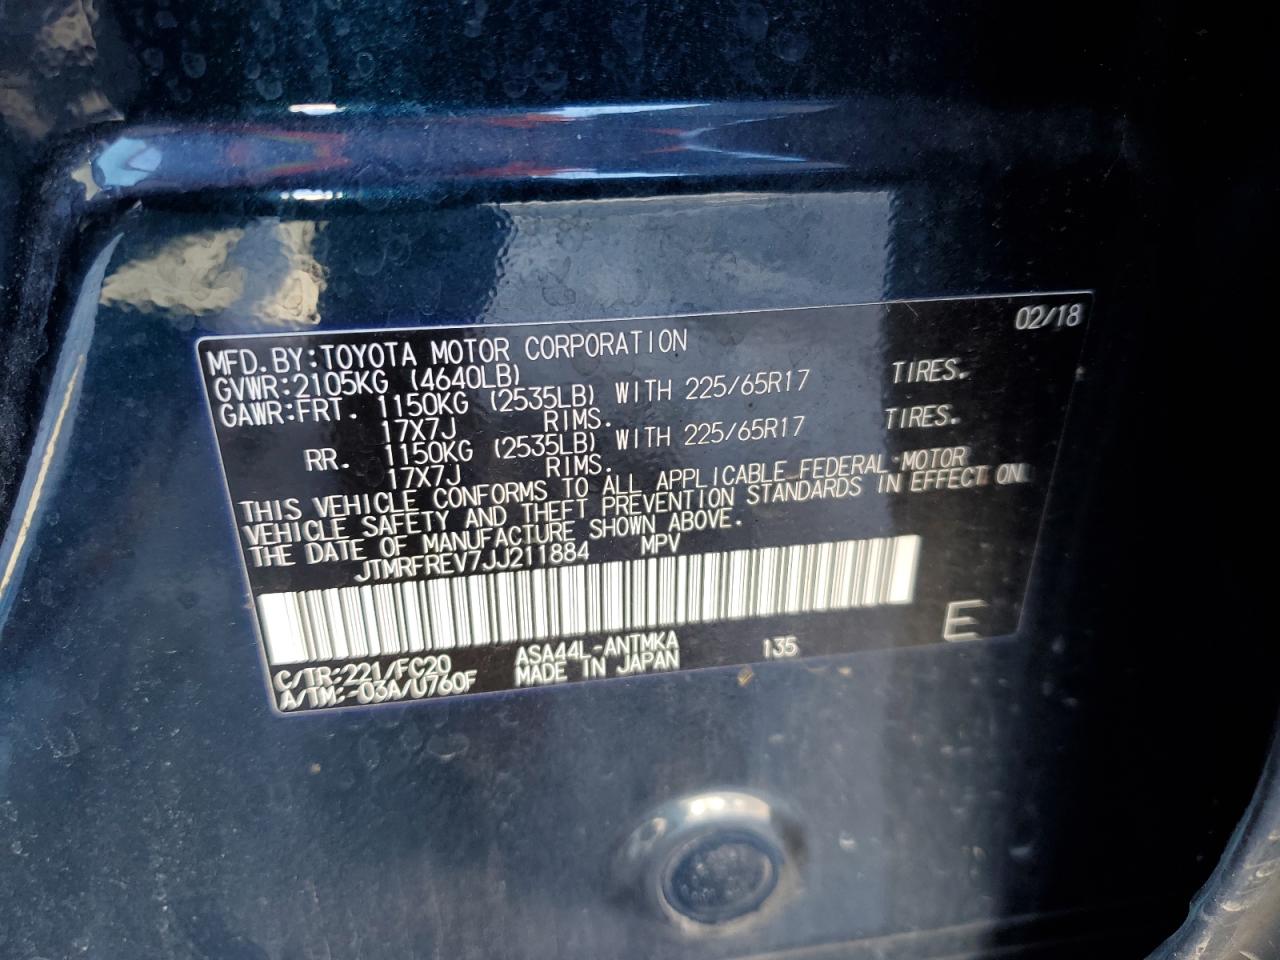 02/18
MFD.BY:TOYOTA MOTOR CORPORATION
GVWR:2105KG (4640LB)
GAWR:FRT. 1150KG (2535LB) WITH 225/65R17 TIRES.
17X7J RIMS.
RR. 1150KG (2535LB) WITH 225/65R17 TIRES.
17X7J RIMS.
THIS VEHICLE CONFORMS TO ALL APPLICABLE FEDERAL MOTOR
VEHICLE SAFETY AND THEFT PREVENTION STANDARDS IN EFFECT ON
THE DATE OF MANUFACTURE SHOWN ABOVE.
JTMRFREV7JJ211884 MPV
C/TR:221/FC20 ASA44L-ANTMKA 135 E
A/TM:-03A/U760F MADE IN JAPAN